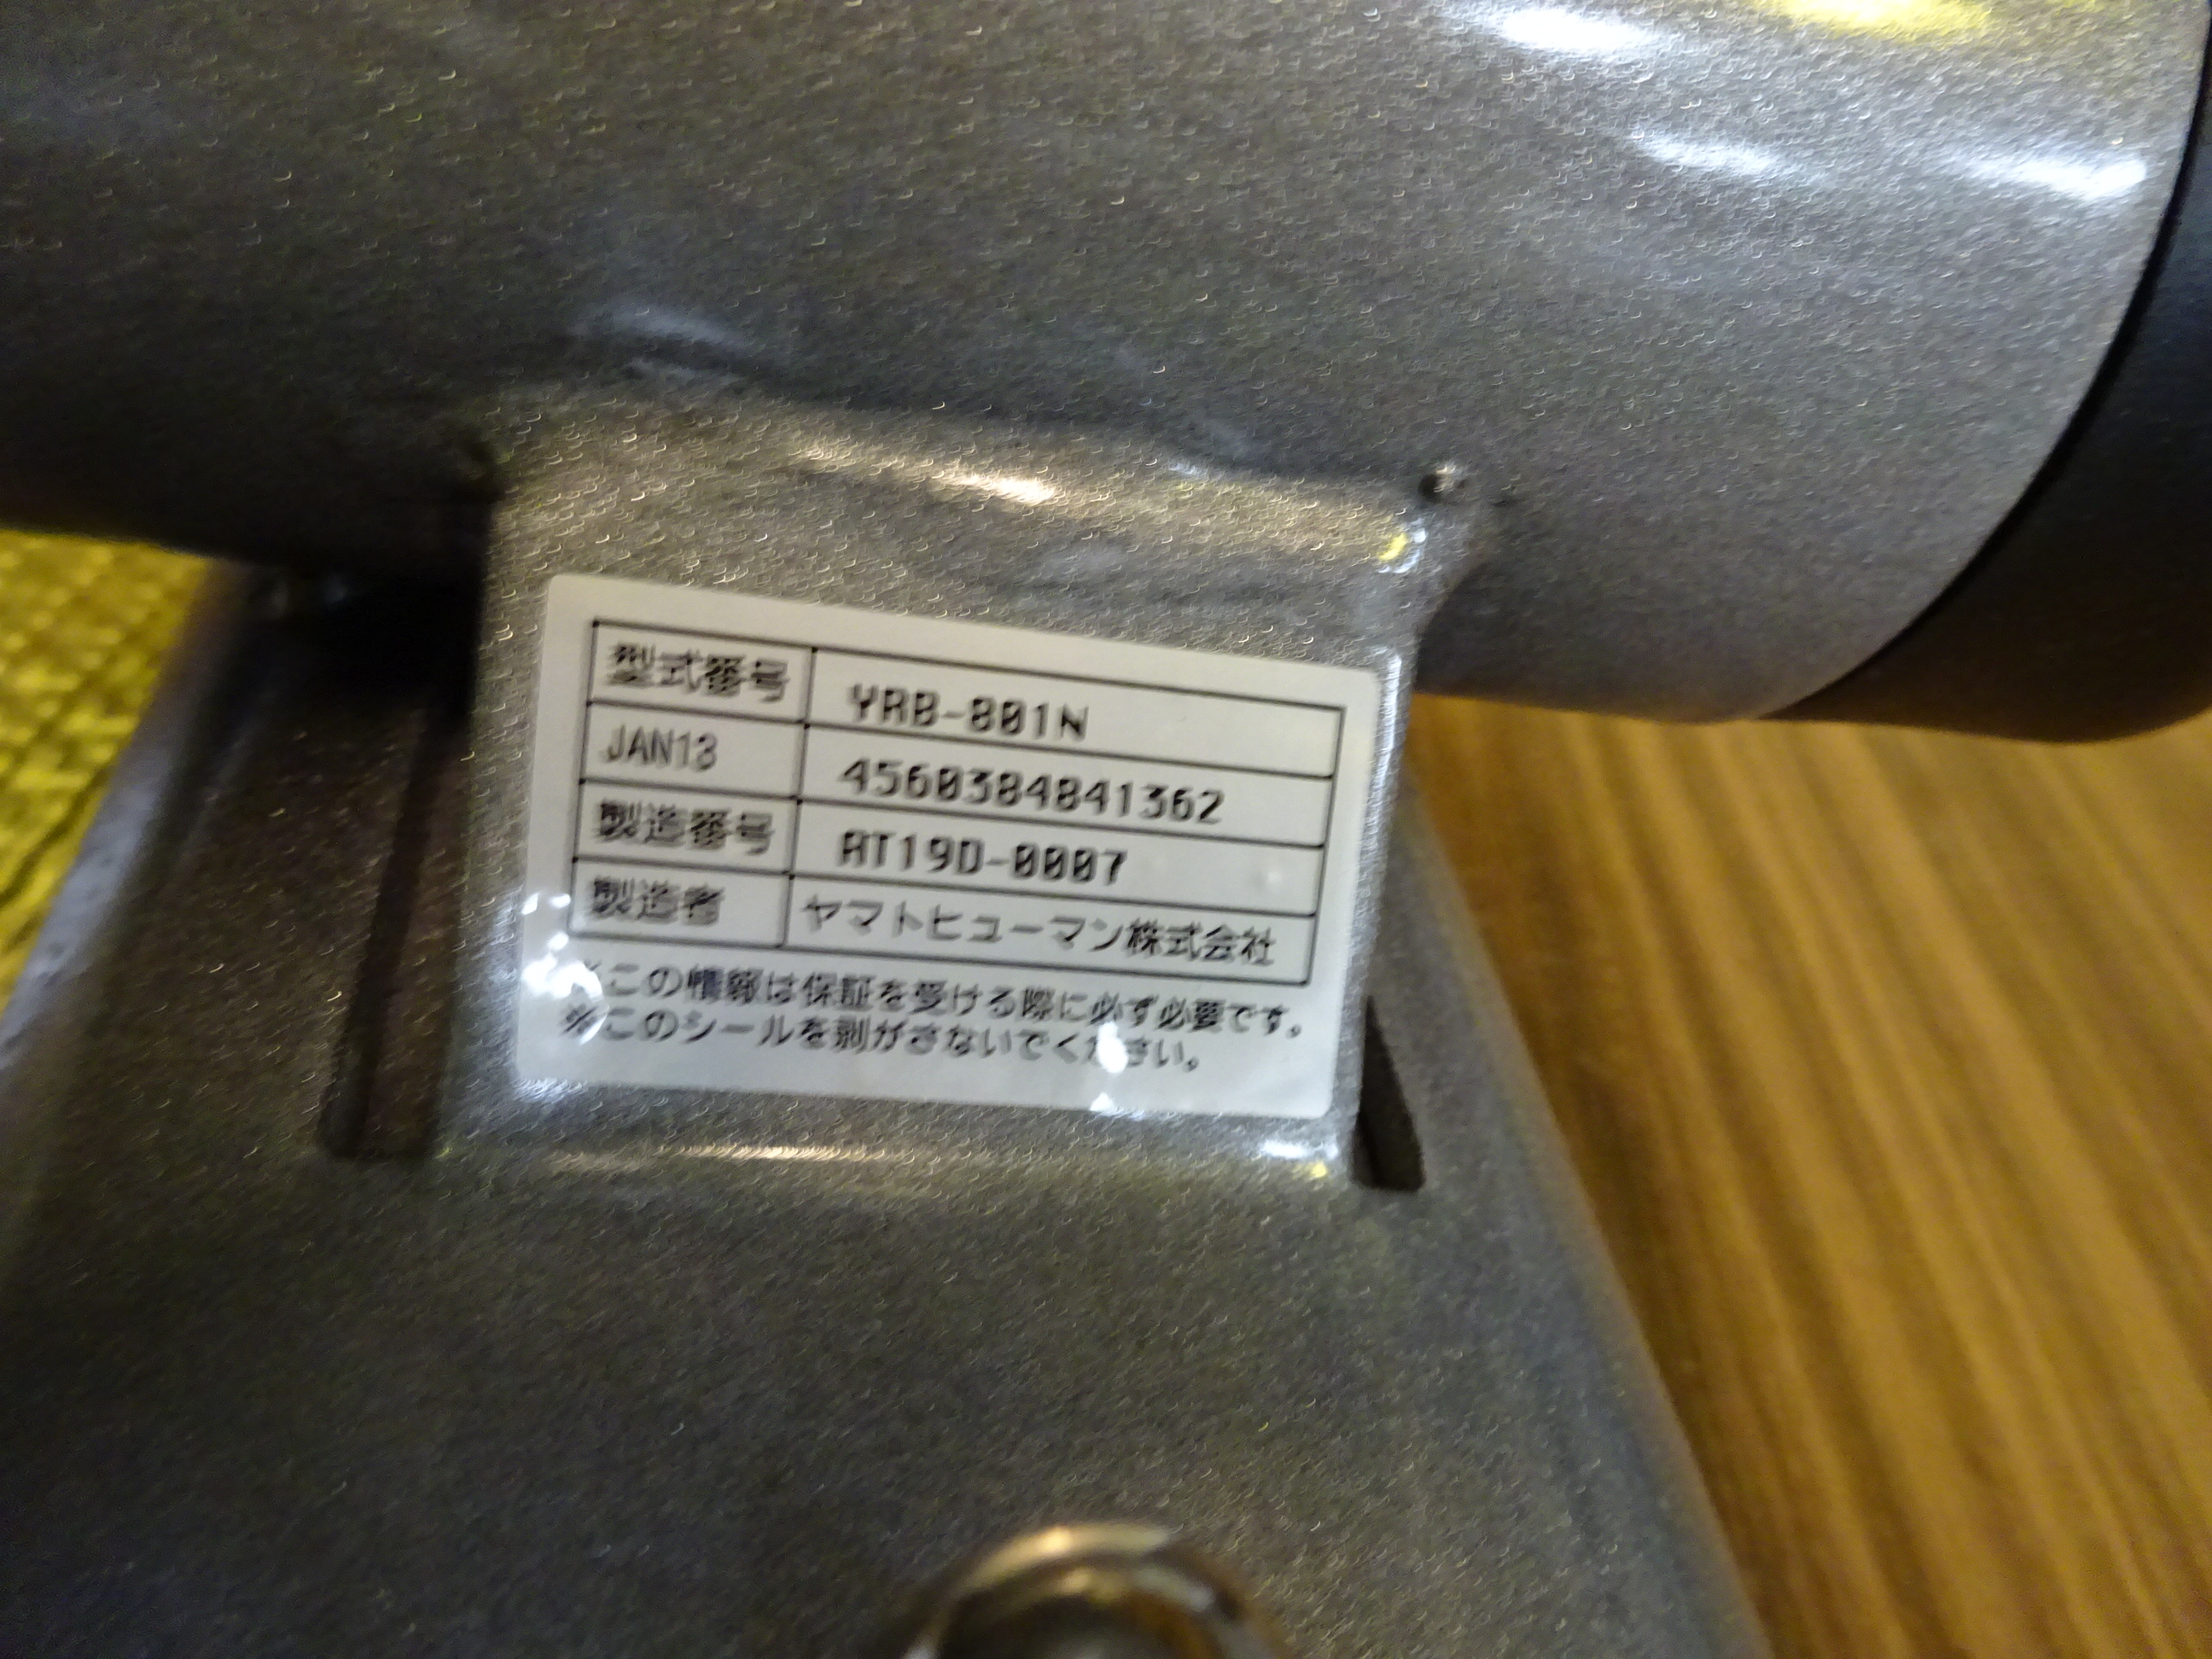 型式番号 YRB-001N
JAN13 4560384841362
製造番号 AT19D-0007
製造者 ヤマトヒューマン株式会社
※この情報は保証を受ける際に必ず必要です。
※このシールを剥がさないでください。